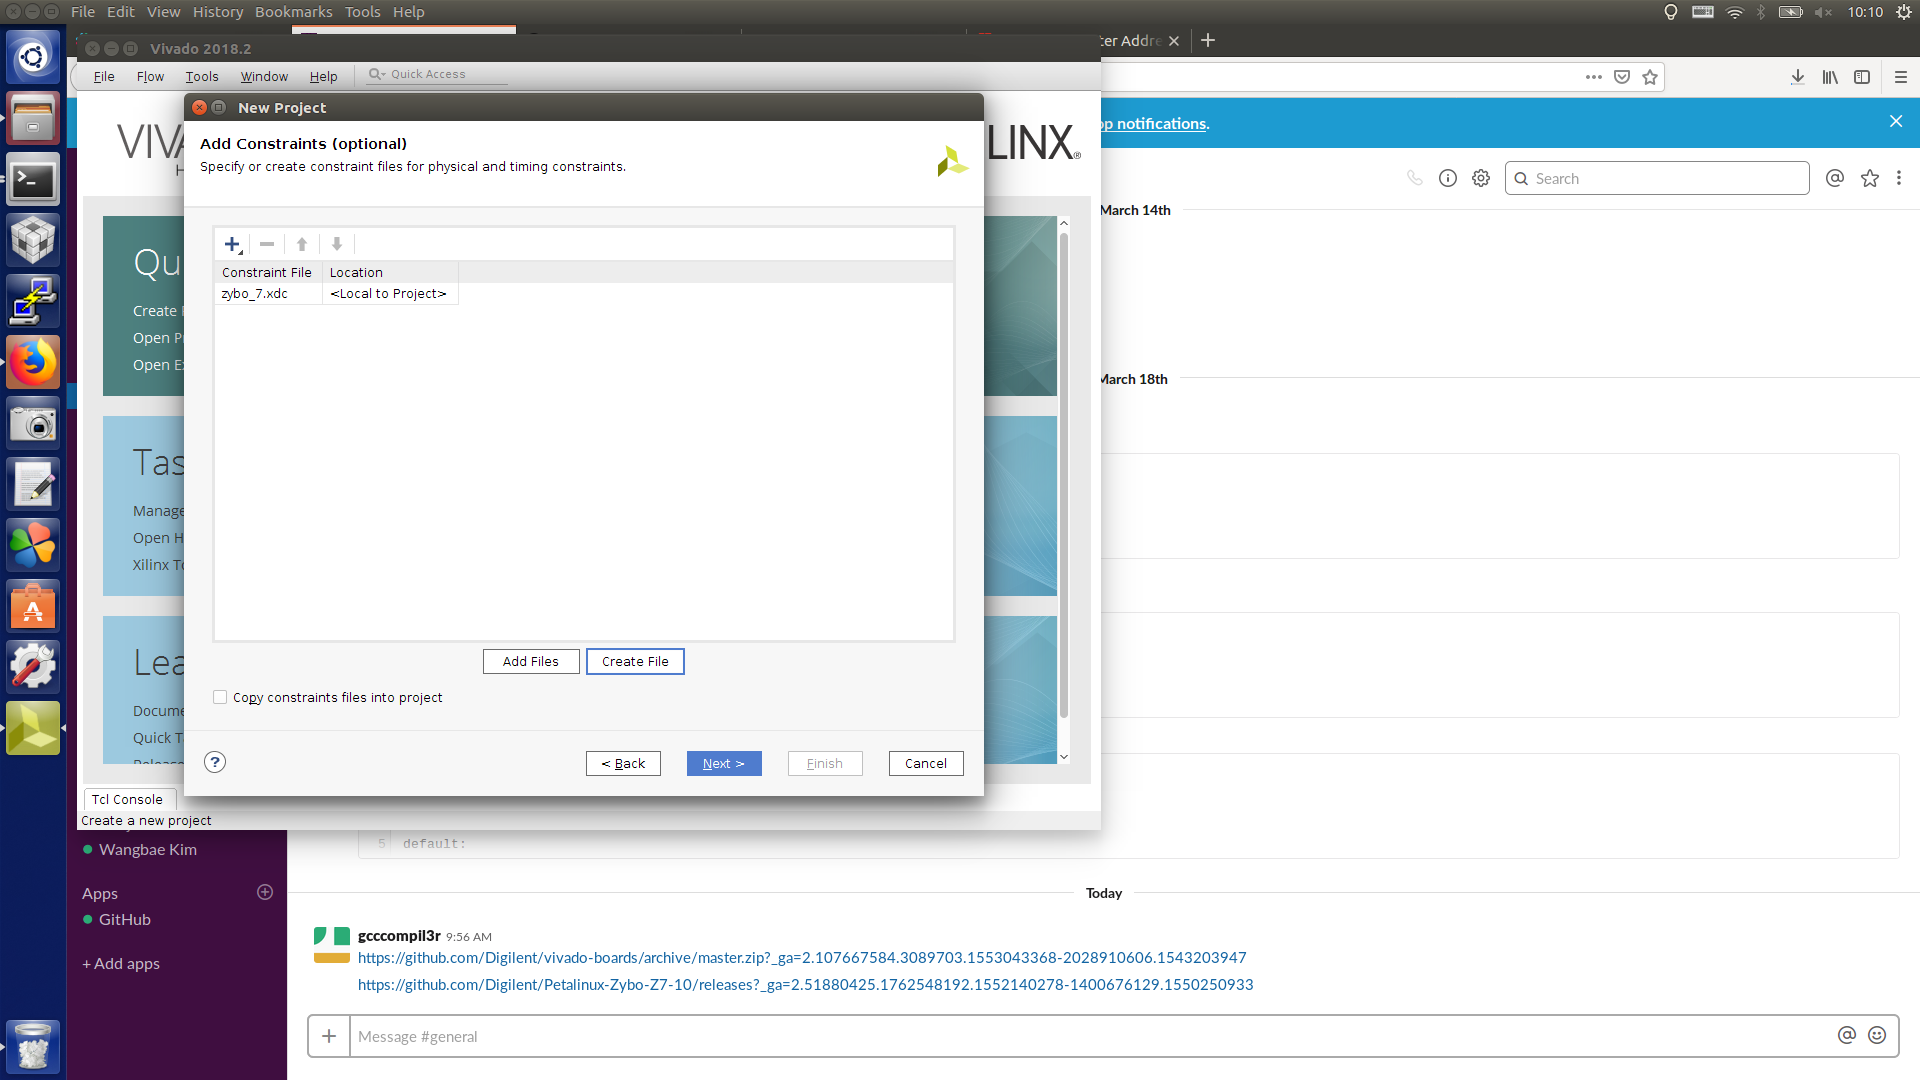 File Edit View History Bookmarks Tools Help
10:10
Vivado 2018.2
ter Addre
File Flow Tools Window Help Quick Access
New Project
op notifications.
VIVA
LINX
Add Constraints (optional)
Specify or create constraint files for physical and timing constraints.
Search
March 14th
Constraint File Location
zybo_7.xdc <Local to Project>
Qu
Create
Open P
Open E
March 18th
Tas
Manage
Open H
Xilinx To
Lea
Docume
Quick T
Add Files Create File
Copy constraints files into project
? < Back Next > Finish Cancel
Tcl Console
Create a new project
Wangbae Kim
5 default:
Apps
GitHub
+ Add apps
Today
gcccompil3r 9:56 AM
https://github.com/Digilent/vivado-boards/archive/master.zip?_ga=2.107667584.3089703.1553043368-2028910606.1543203947
https://github.com/Digilent/Petalinux-Zybo-Z7-10/releases?_ga=2.51880425.1762548192.1552140278-1400676129.1550250933
Message #general